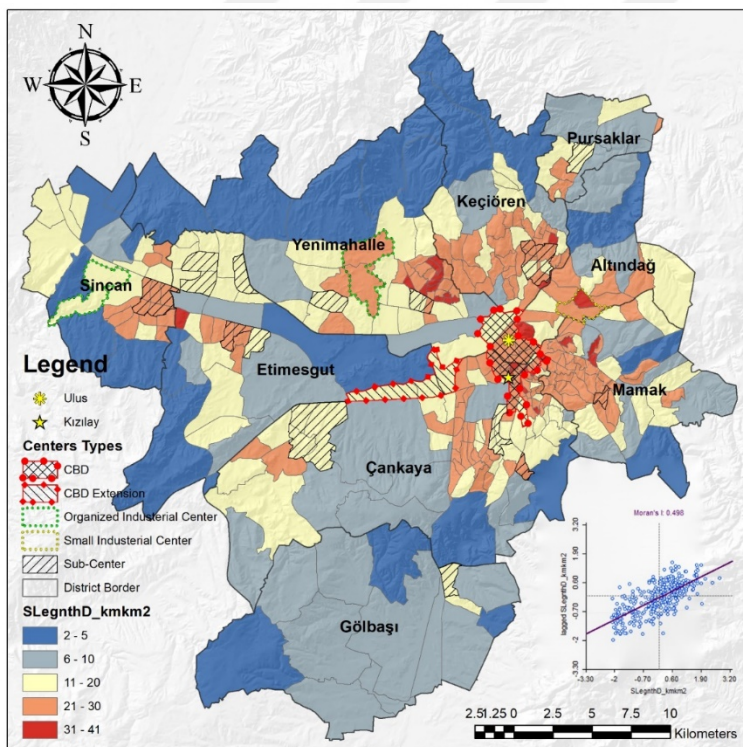 N
W E
S
Pursaklar
Keçiören
Yenimahalle
Altındağ
Sincan
Etimesgut
Mamak
Çankaya
Gölbaşı
Legend
Ulus
Kızılay
Centers Types
CBD
CBD Extension
Organized Industerial Center
Small Industerial Center
Sub-Center
District Border
SLegnthD_kmkm2
2 - 5
6 - 10
11 - 20
21 - 30
31 - 41
Moran's I: 0.498
lagged SLegnthD_kmkm2
3.20
1.90
0.60
-0.70
-2
-3.30
-3.30 -2 -0.70 0.60 1.90 3.20
SLegnthD_kmkm2
2.5 1.25 0 2.5 5 7.5 10
Kilometers